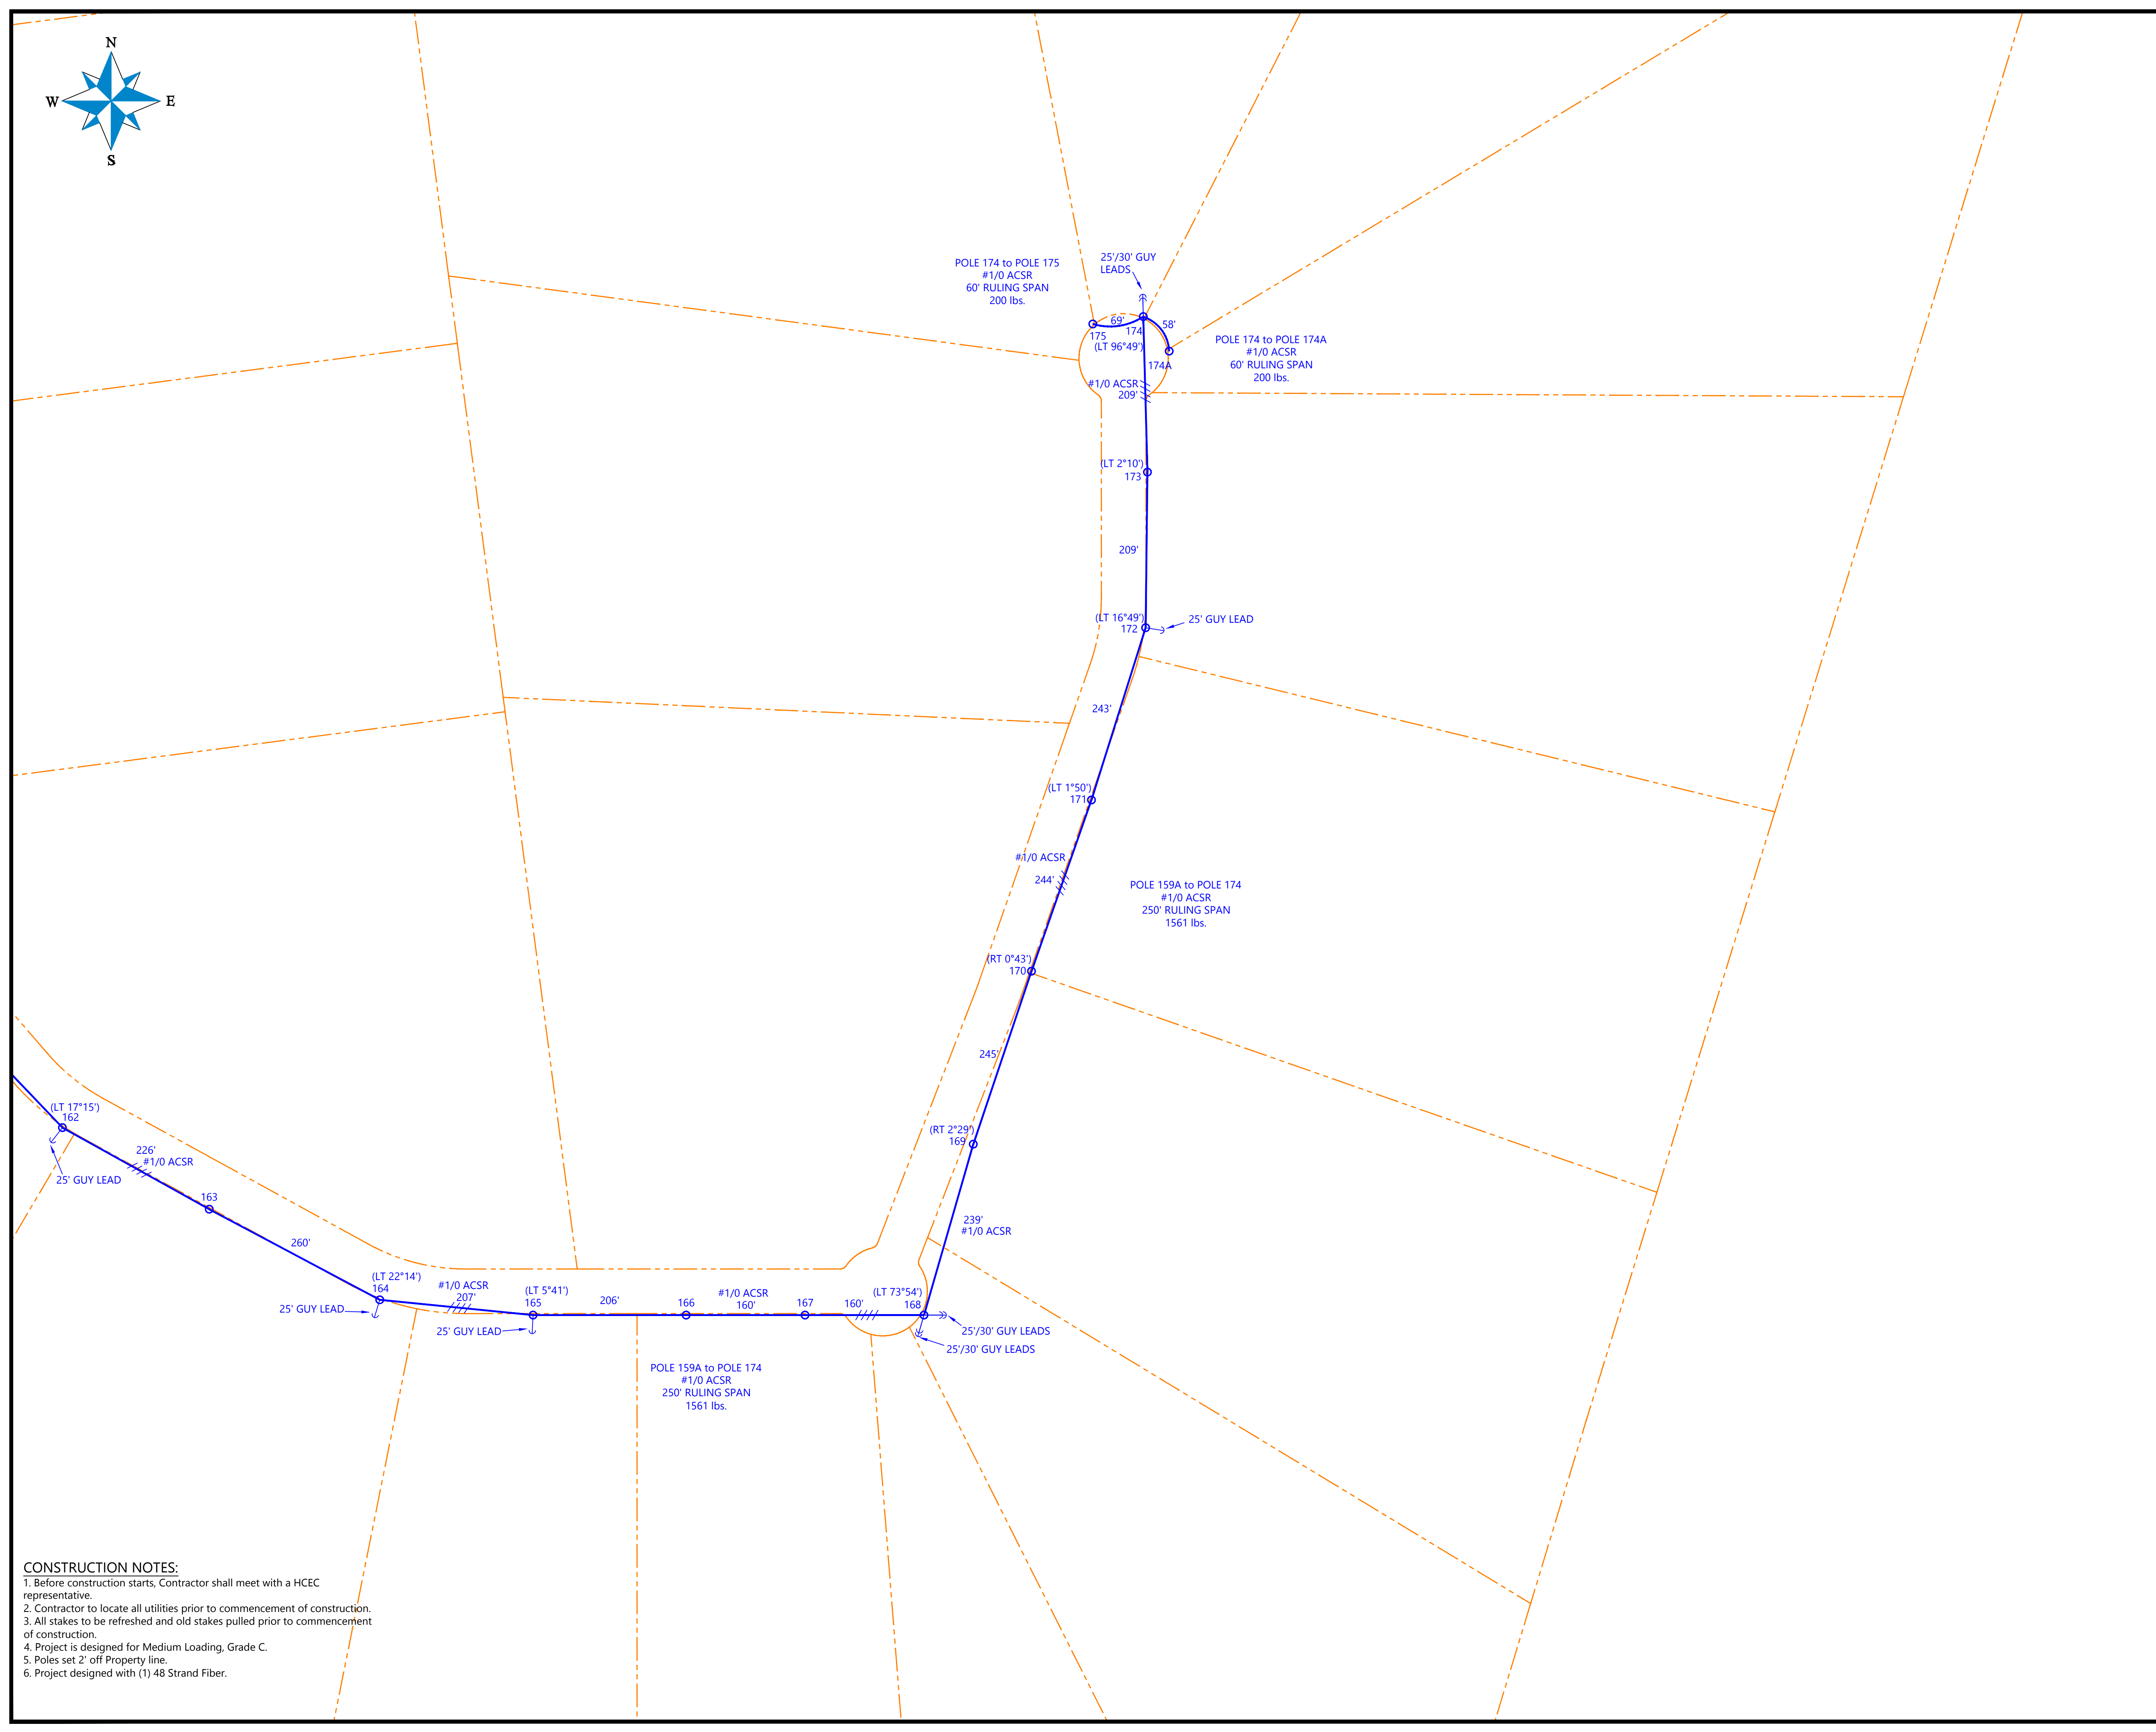 N
W
E
S
POLE 174 to POLE 175
#1/0 ACSR
60' RULING SPAN
200 lbs.
25'/30' GUY
LEADS
69'
58'
175
174
(LT 96°49')
174A
POLE 174 to POLE 174A
#1/0 ACSR
60' RULING SPAN
200 lbs.
#1/0 ACSR
209'
(LT 2°10')
173
209'
(LT 16°49')
172
25' GUY LEAD
243'
(LT 1°50')
171
#1/0 ACSR
244'
POLE 159A to POLE 174
#1/0 ACSR
250' RULING SPAN
1561 lbs.
(RT 0°43')
170
245'
(RT 2°29')
169
239'
#1/0 ACSR
(LT 17°15')
162
226'
#1/0 ACSR
25' GUY LEAD
163
260'
(LT 22°14')
164
25' GUY LEAD
#1/0 ACSR
207'
(LT 5°41')
165
25' GUY LEAD
206'
166
#1/0 ACSR
160'
167
160'
(LT 73°54')
168
25'/30' GUY LEADS
25'/30' GUY LEADS
POLE 159A to POLE 174
#1/0 ACSR
250' RULING SPAN
1561 lbs.
CONSTRUCTION NOTES:
1. Before construction starts, Contractor shall meet with a HCEC
representative.
2. Contractor to locate all utilities prior to commencement of construction.
3. All stakes to be refreshed and old stakes pulled prior to commencement
of construction.
4. Project is designed for Medium Loading, Grade C.
5. Poles set 2' off Property line.
6. Project designed with (1) 48 Strand Fiber.